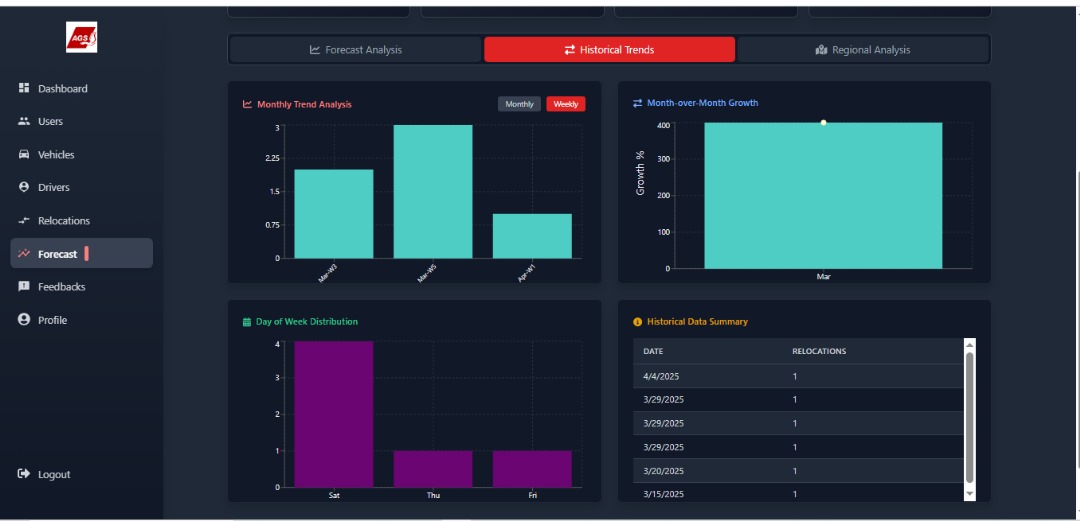 AGS
Dashboard
Users
Vehicles
Drivers
Relocations
Forecast
Feedbacks
Profile
Logout
Forecast Analysis
Historical Trends
Regional Analysis
Monthly Trend Analysis
Monthly
Weekly
3
2.25
1.5
0.75
0
Mar-W3
Mar-W5
Apr-W1
Month-over-Month Growth
Growth %
400
300
200
100
0
Mar
Day of Week Distribution
4
3
2
1
0
Sat
Thu
Fri
Historical Data Summary
DATE RELOCATIONS
4/4/2025 1
3/29/2025 1
3/29/2025 1
3/29/2025 1
3/20/2025 1
3/15/2025 1